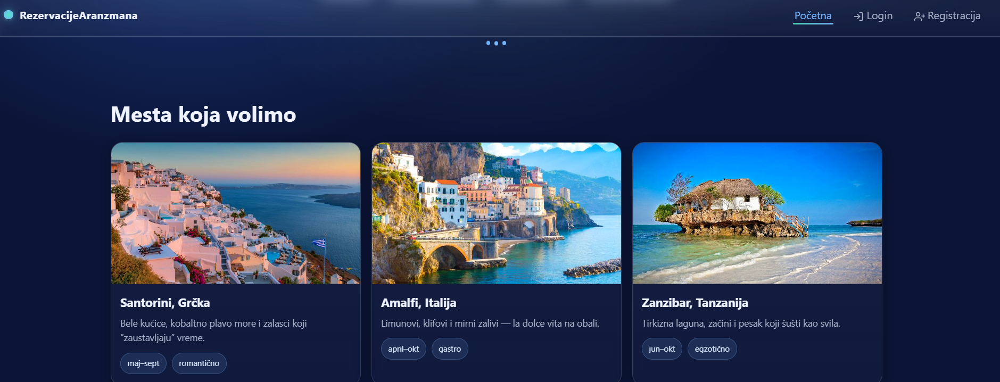 RezervacijeAranzmana
Početna
Login
Registracija
Mesta koja volimo
Santorini, Grčka
Bele kućice, kobaltno plavo more i zalasci koji
“zaustavljaju” vreme.
maj–sept
romantično
Amalfi, Italija
Limunovi, klifovi i mirni zalivi — la dolce vita na obali.
april–okt
gastro
Zanzibar, Tanzanija
Tirkizna laguna, začini i pesak koji šušti kao svila.
jun–okt
egzotično